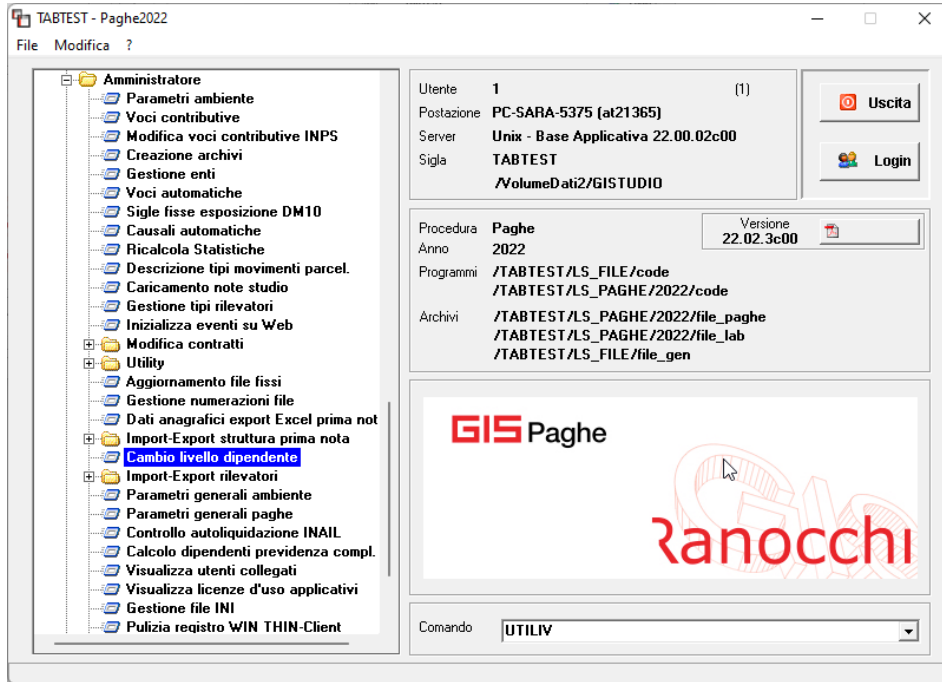 TABTEST - Paghe2022
File Modifica ?
Amministratore
Parametri ambiente
Voci contributive
Modifica voci contributive INPS
Creazione archivi
Gestione enti
Voci automatiche
Sigle fisse esposizione DM10
Causali automatiche
Ricalcola Statistiche
Descrizione tipi movimenti parcel.
Caricamento note studio
Gestione tipi rilevatori
Inizializza eventi su Web
Modifica contratti
Utility
Aggiornamento file fissi
Gestione numerazioni file
Dati anagrafici export Excel prima not
Import-Export struttura prima nota
Cambio livello dipendente
Import-Export rilevatori
Parametri generali ambiente
Parametri generali paghe
Controllo autoliquidazione INAIL
Calcolo dipendenti previdenza compl.
Visualizza utenti collegati
Visualizza licenze d'uso applicativi
Gestione file INI
Pulizia registro WIN THIN-Client
Utente 1 (1)
Postazione PC-SARA-5375 (at21365)
Server Unix - Base Applicativa 22.00.02c00
Sigla TABTEST
/VolumeDati2/GISTUDIO
Uscita
Login
Procedura Paghe
Versione
22.02.3c00
Anno 2022
Programmi /TABTEST/LS_FILE/code
/TABTEST/LS_PAGHE/2022/code
Archivi /TABTEST/LS_PAGHE/2022/file_paghe
/TABTEST/LS_PAGHE/2022/file_lab
/TABTEST/LS_FILE/file_gen
GIS Paghe
Ranocchi
Comando UTILIV